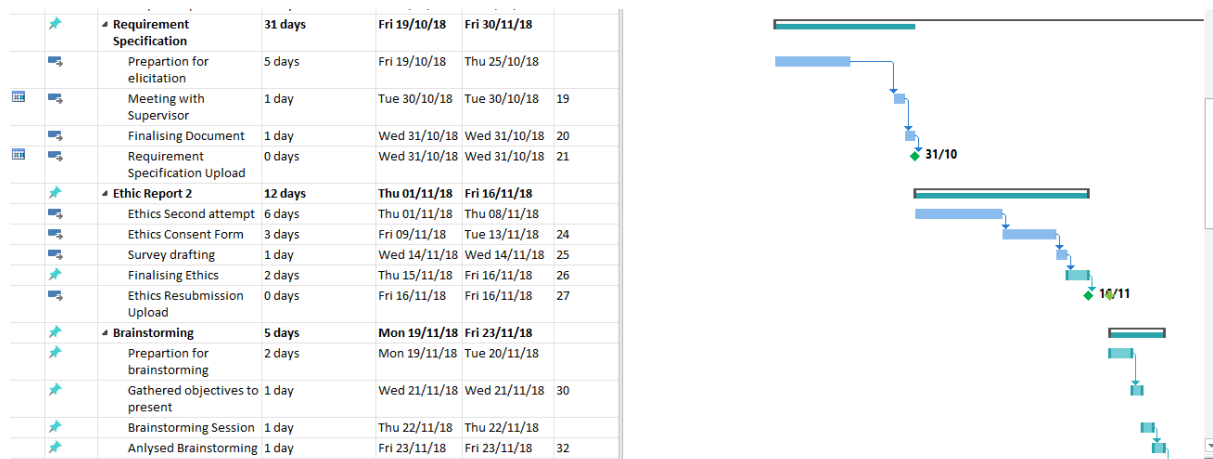 Requirement 31 days Fri 19/10/18 Fri 30/11/18
Specification
Prepartion for 5 days Fri 19/10/18 Thu 25/10/18
elicitation
Meeting with 1 day Tue 30/10/18 Tue 30/10/18 19
Supervisor
Finalising Document 1 day Wed 31/10/18 Wed 31/10/18 20
Requirement 0 days Wed 31/10/18 Wed 31/10/18 21 31/10
Specification Upload
Ethic Report 2 12 days Thu 01/11/18 Fri 16/11/18
Ethics Second attempt 6 days Thu 01/11/18 Thu 08/11/18
Ethics Consent Form 3 days Fri 09/11/18 Tue 13/11/18 24
Survey drafting 1 day Wed 14/11/18 Wed 14/11/18 25
Finalising Ethics 2 days Thu 15/11/18 Fri 16/11/18 26
Ethics Resubmission 0 days Fri 16/11/18 Fri 16/11/18 27 16/11
Upload
Brainstorming 5 days Mon 19/11/18 Fri 23/11/18
Prepartion for 2 days Mon 19/11/18 Tue 20/11/18
brainstorming
Gathered objectives to 1 day Wed 21/11/18 Wed 21/11/18 30
present
Brainstorming Session 1 day Thu 22/11/18 Thu 22/11/18
Anlysed Brainstorming 1 day Fri 23/11/18 Fri 23/11/18 32